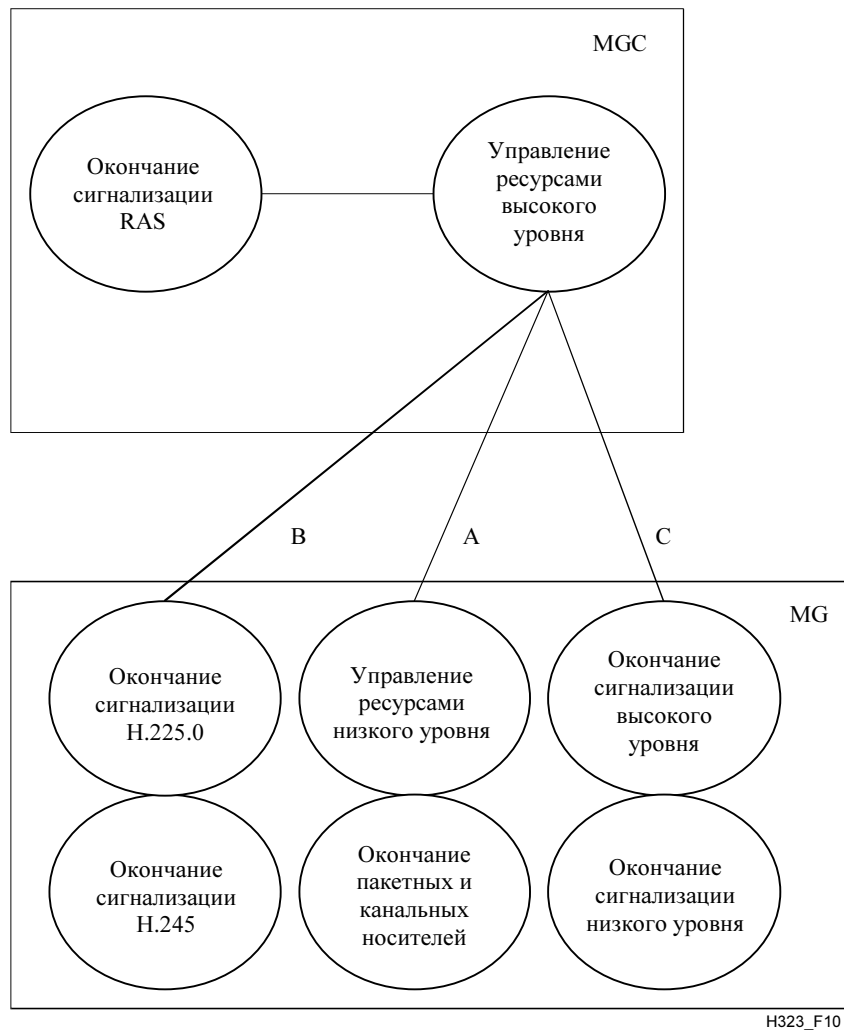 MGC
Окончание
сигнализации
RAS
Управление
ресурсами
высокого
уровня
B
A
C
MG
Окончание
сигнализации
H.225.0
Управление
ресурсами
низкого уровня
Окончание
сигнализации
высокого
уровня
Окончание
сигнализации
H.245
Окончание
пакетных и
канальных
носителей
Окончание
сигнализации
низкого уровня
H323_F10